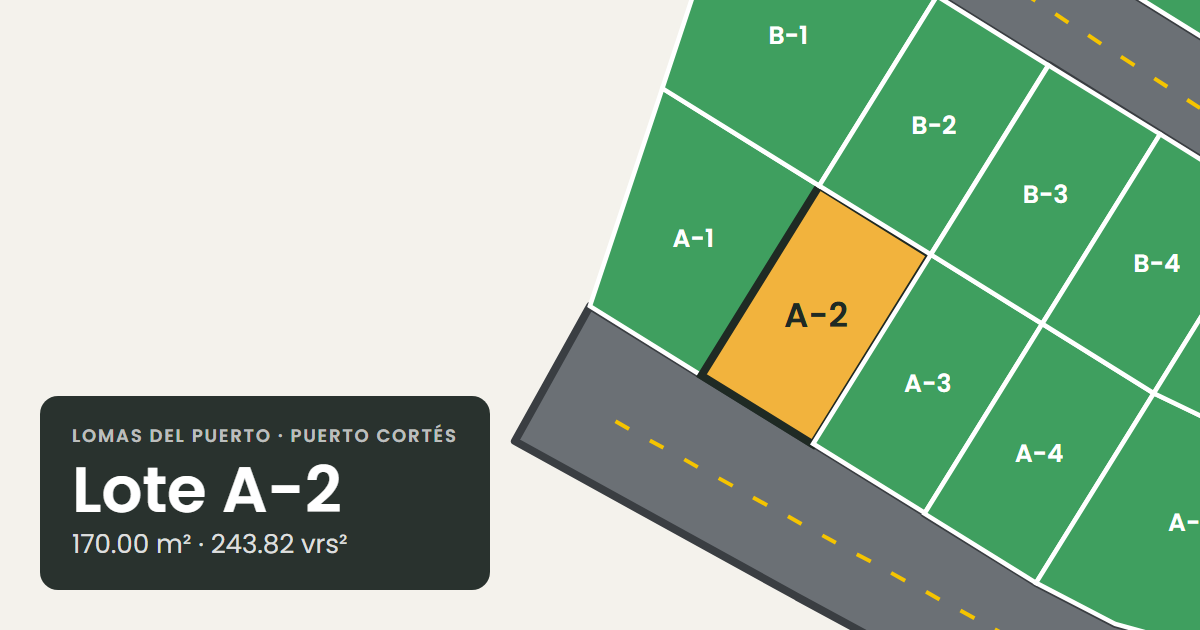 B-1
B-2
B-3
A-1
B-4
A-2
A-3
LOMAS DEL PUERTO · PUERTO CORTÉS
A-4
Lote A-2
A-
170.00 m² · 243.82 vrs²